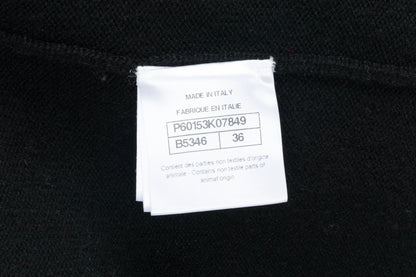 MADE IN ITALY
FABRIQUE EN ITALIE
P60153K07849
B5346 36
Contient des parties non textiles d'origine
animale - Contains non textile parts of
animal origin